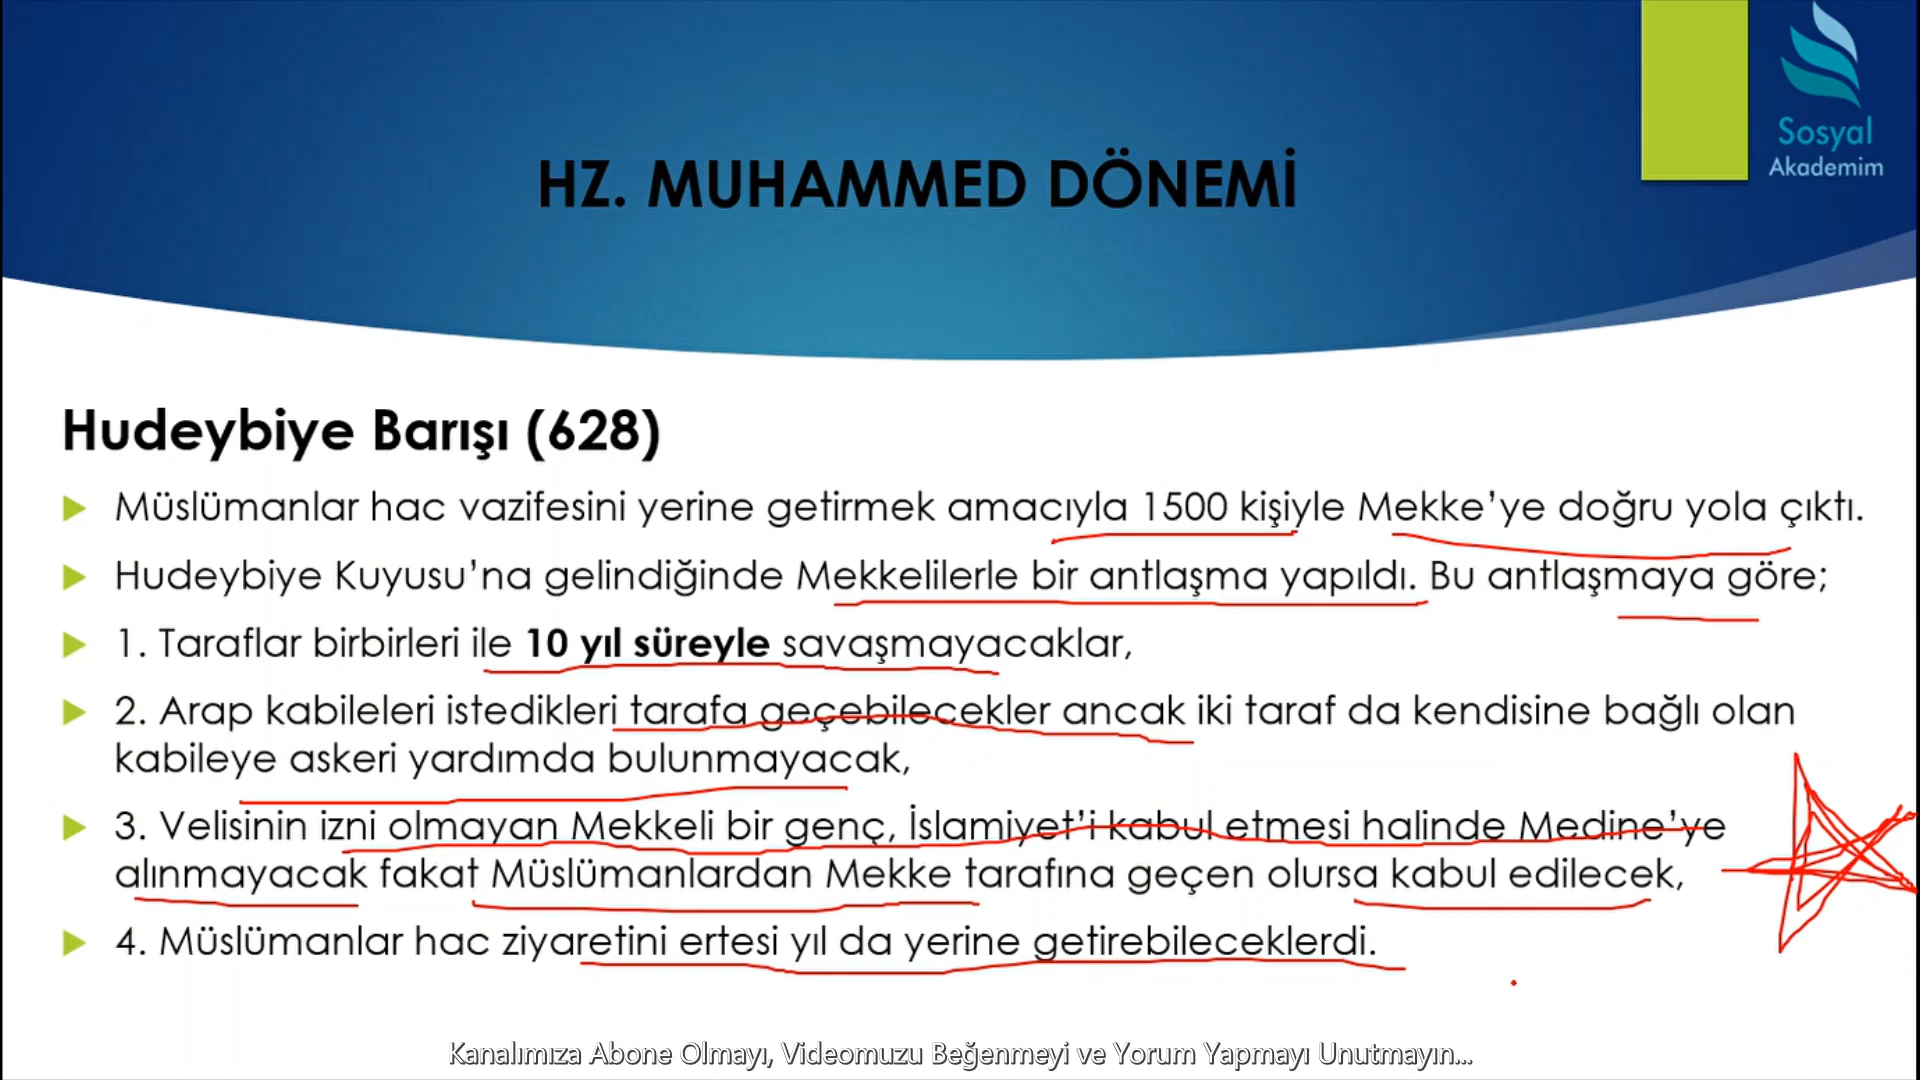 Sosyal
Akademim
HZ. MUHAMMED DÖNEMİ
Hudeybiye Barışı (628)
Müslümanlar hac vazifesini yerine getirmek amacıyla 1500 kişiyle Mekke’ye doğru yola çıktı.
Hudeybiye Kuyusu’na gelindiğinde Mekkelilerle bir antlaşma yapıldı. Bu antlaşmaya göre;
1. Taraflar birbirleri ile 10 yıl süreyle savaşmayacaklar,
2. Arap kabileleri istedikleri tarafa geçebilecekler ancak iki taraf da kendisine bağlı olan
kabileye askeri yardımda bulunmayacak,
3. Velisinin izni olmayan Mekkeli bir genç, İslamiyet’i kabul etmesi halinde Medine’ye
alınmayacak fakat Müslümanlardan Mekke tarafına geçen olursa kabul edilecek,
4. Müslümanlar hac ziyaretini ertesi yıl da yerine getirebileceklerdi.
Kanalımıza Abone Olmayı, Videomuzu Beğenmeyi ve Yorum Yapmayı Unutmayın...